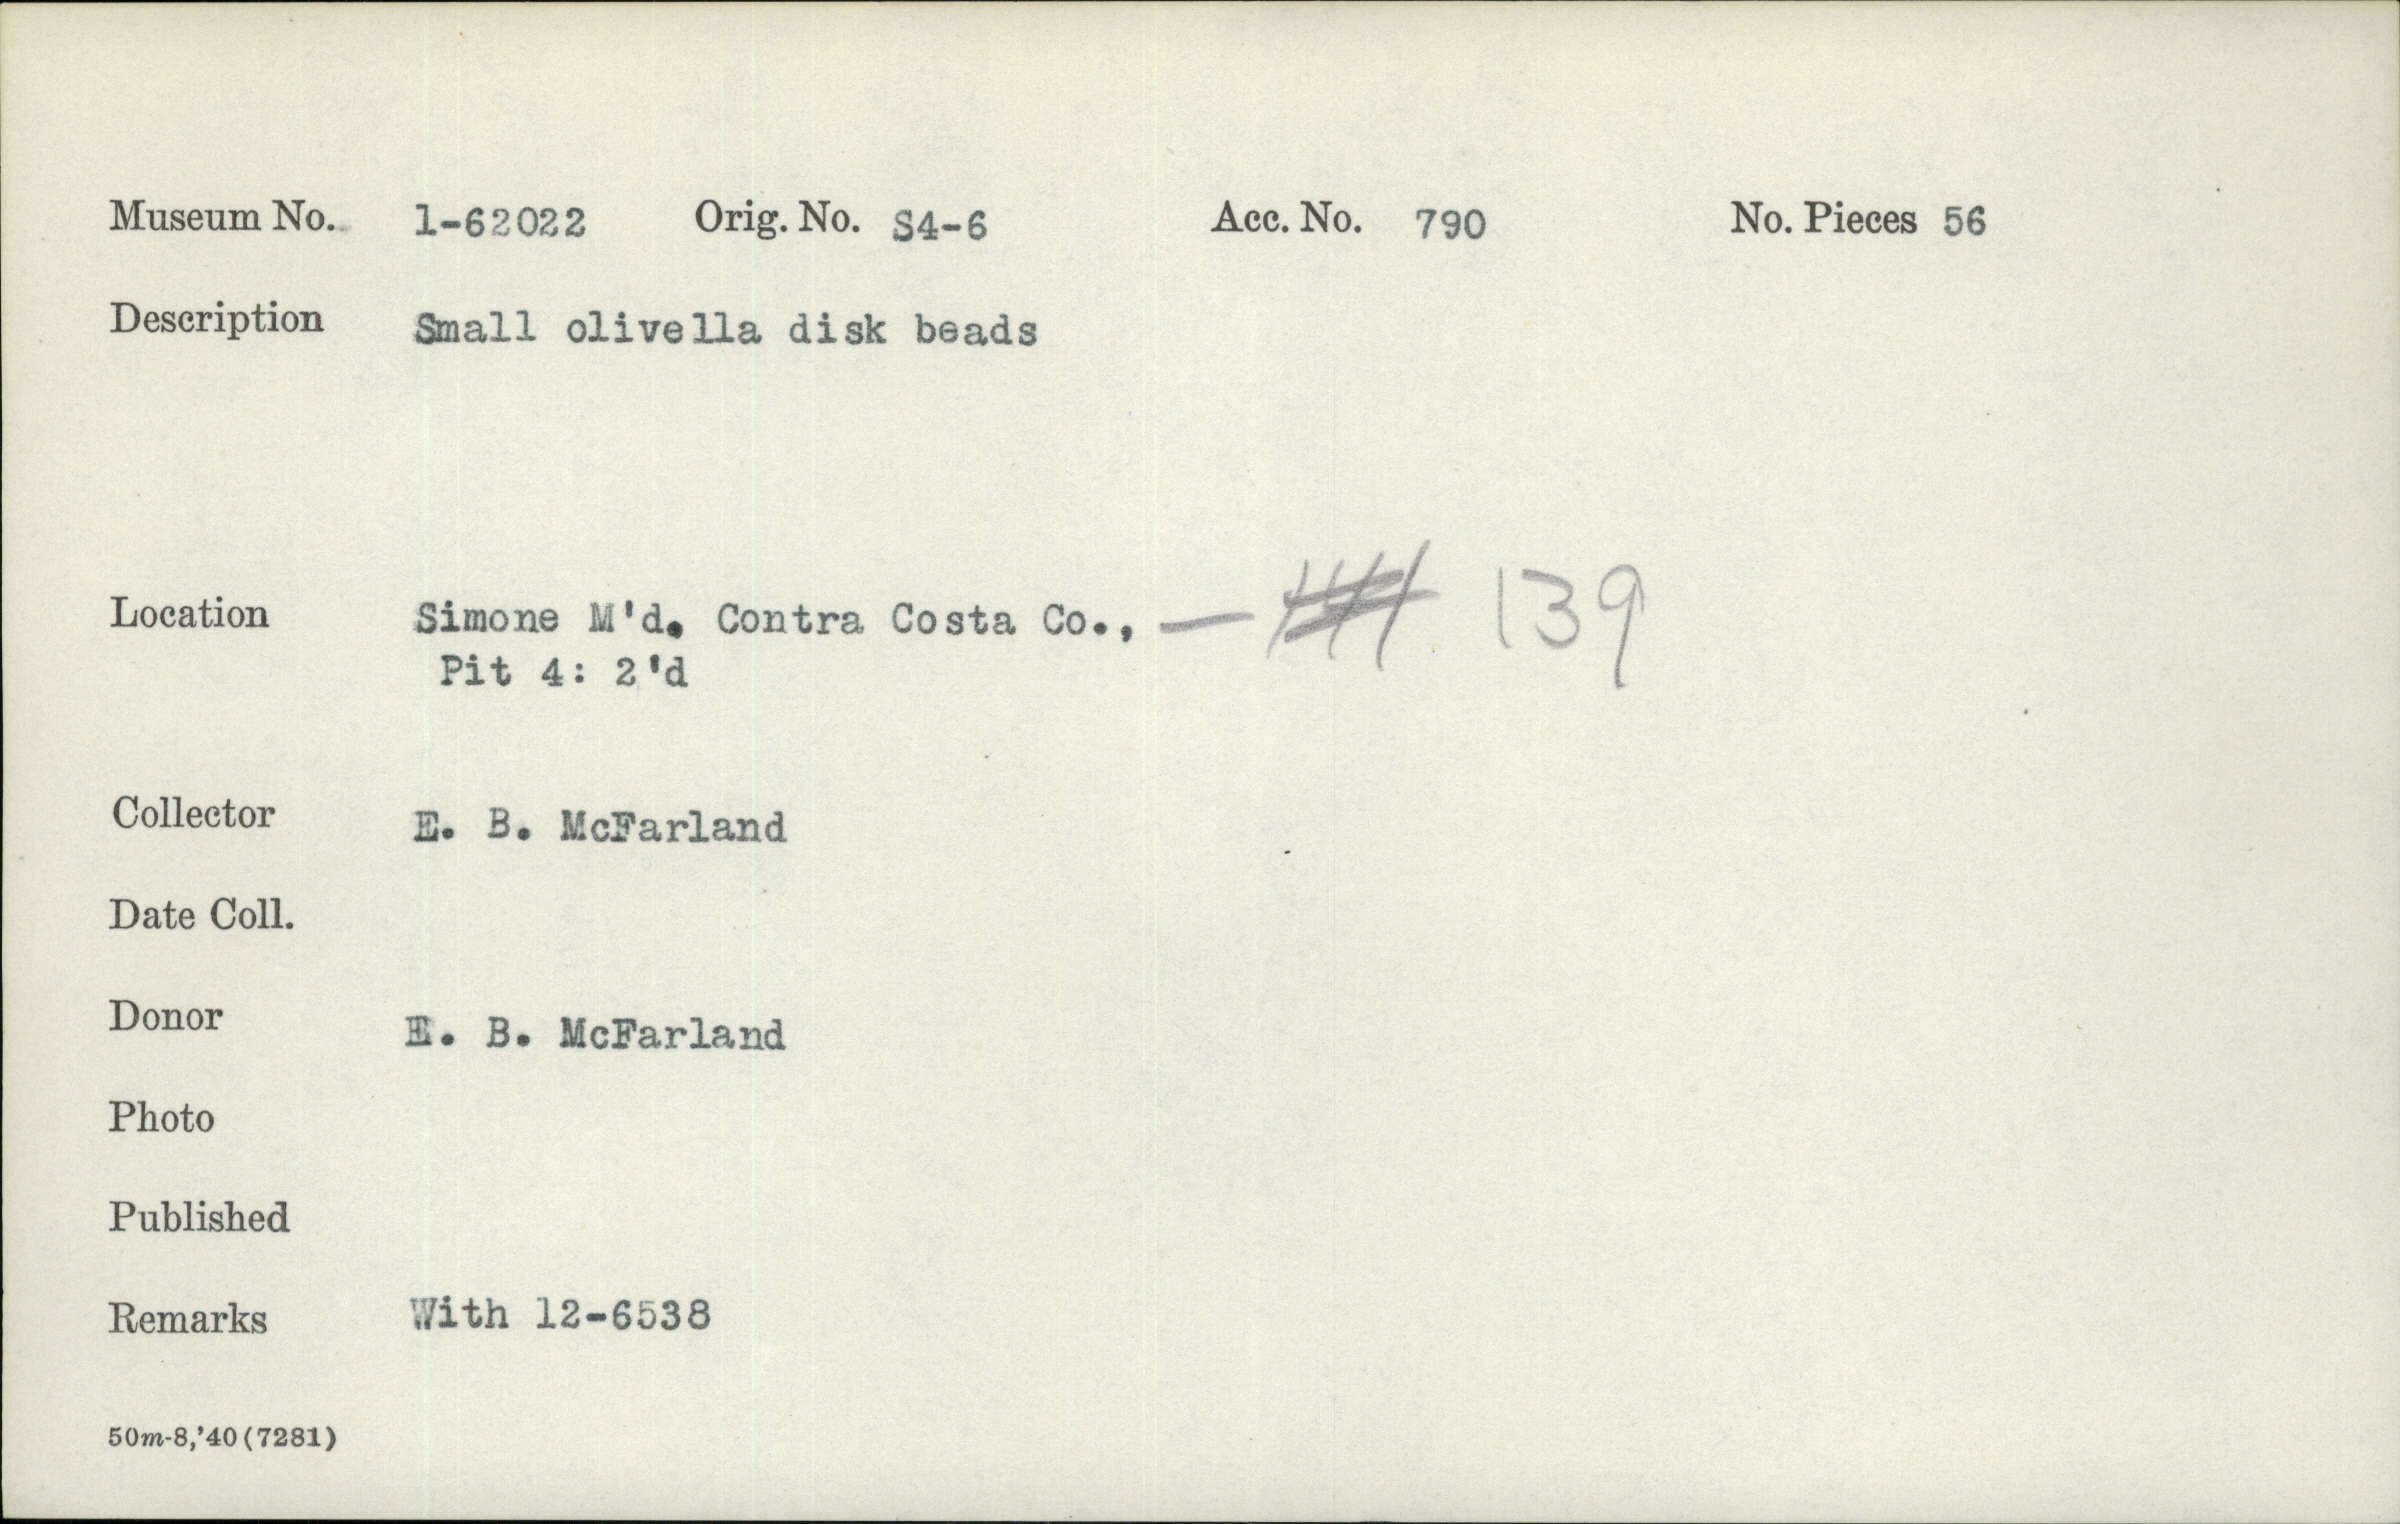 Museum No. 1-62022 Orig. No. S4-6 Acc. No. 790 No. Pieces 56
Description Small olivella disk beads
Location Simone M'd. Contra Costa Co., — 139
Pit 4: 2'd
Collector E. B. McFarland
Date Coll.
Donor E. B. McFarland
Photo
Published
Remarks With 12-6538
50m-8,'40(7281)